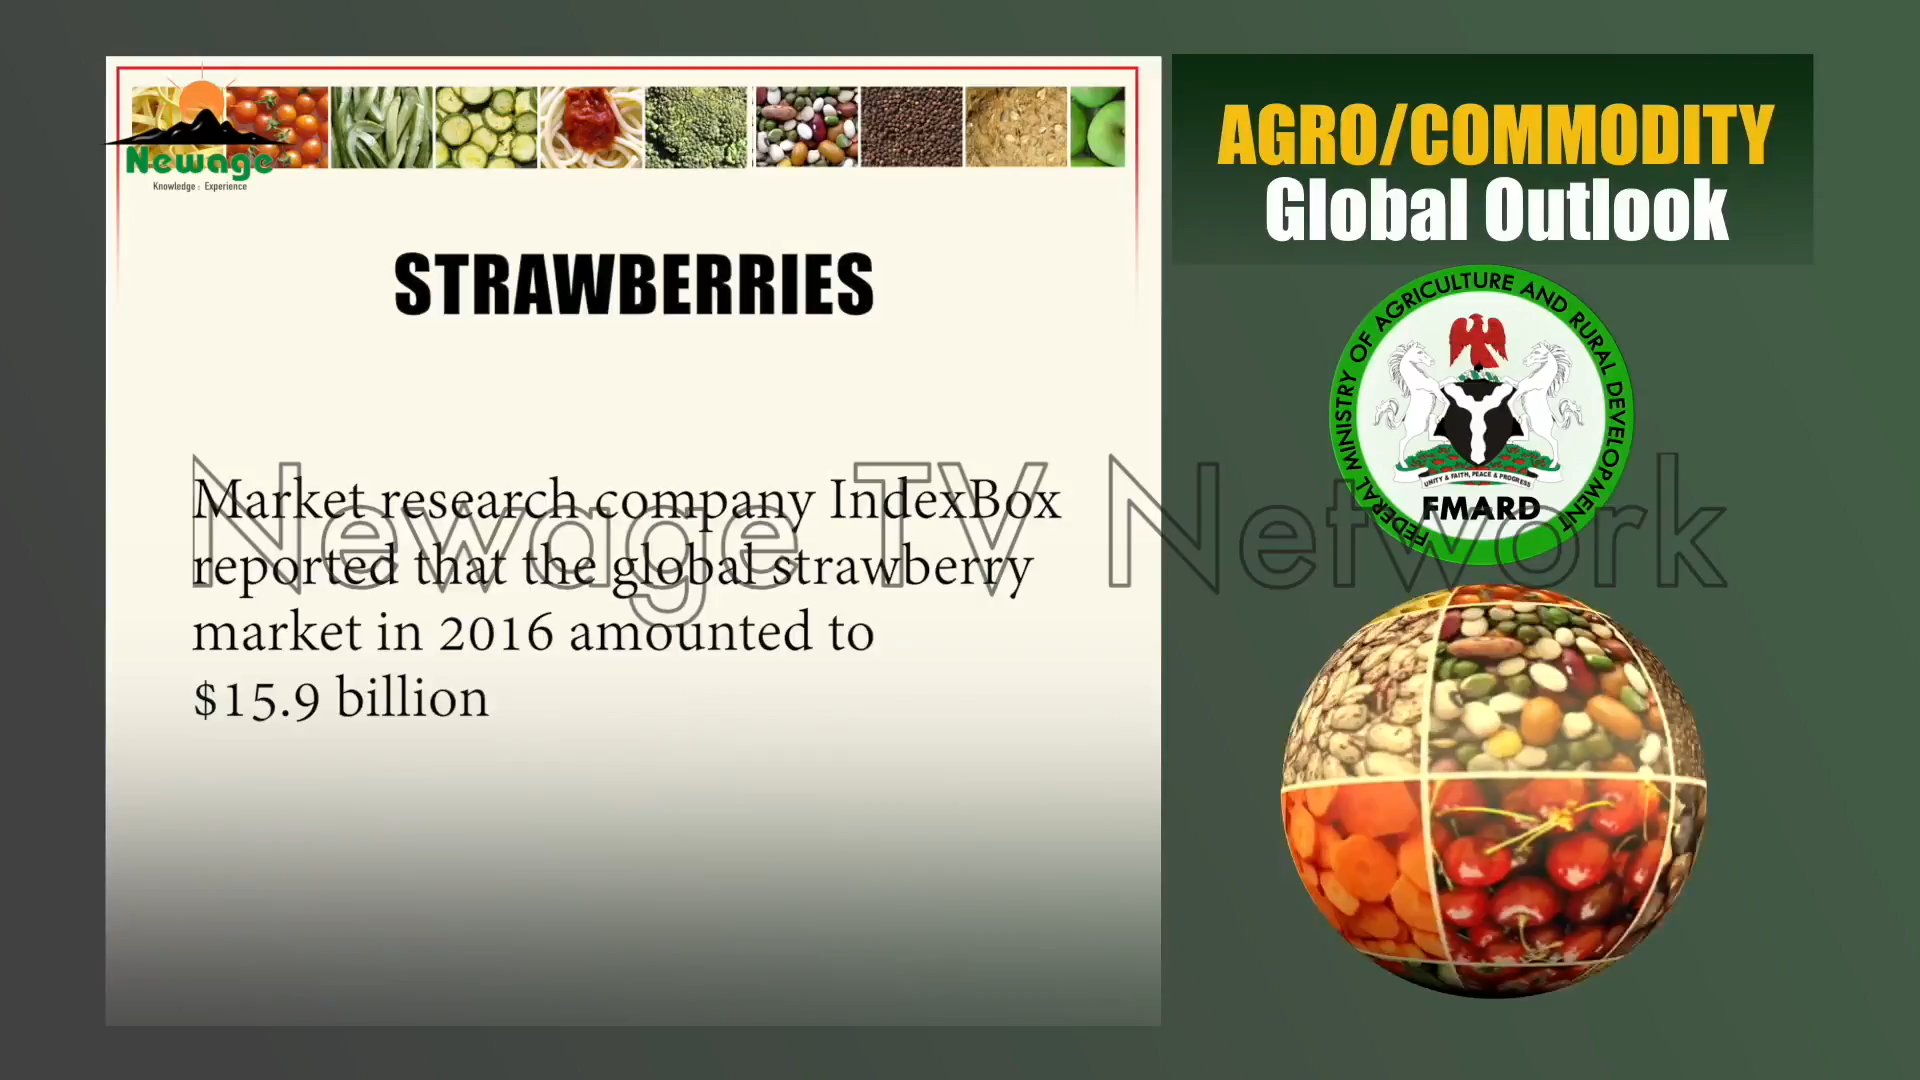 Newage
Knowledge : Experience
STRAWBERRIES
Market research company IndexBox
reported that the global strawberry
market in 2016 amounted to
$15.9 billion
AGRO/COMMODITY
Global Outlook
FEDERAL MINISTRY OF AGRICULTURE AND RURAL DEVELOPMENT
UNITY & FAITH, PEACE & PROGRESS
FMARD
Newage TV Network